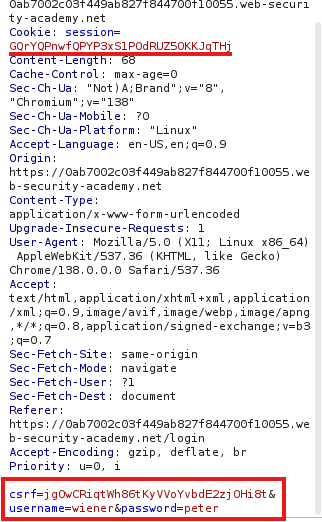 0ab7002c03f449ab827f844700f10055.web-securi
ty-academy.net
Cookie: session=
GQrYQPnwfQPYP3xS1P0dRUZ5OKKJqTHj
Content-Length: 68
Cache-Control: max-age=0
Sec-Ch-Ua: "Not)A;Brand";v="8",
"Chromium";v="138"
Sec-Ch-Ua-Mobile: ?0
Sec-Ch-Ua-Platform: "Linux"
Accept-Language: en-US,en;q=0.9
Origin:
https://0ab7002c03f449ab827f844700f10055.we
b-security-academy.net
Content-Type:
application/x-www-form-urlencoded
Upgrade-Insecure-Requests: 1
User-Agent: Mozilla/5.0 (X11; Linux x86_64)
AppleWebKit/537.36 (KHTML, like Gecko)
Chrome/138.0.0.0 Safari/537.36
Accept:
text/html,application/xhtml+xml,application
/xml;q=0.9,image/avif,image/webp,image/apng
,*/*;q=0.8,application/signed-exchange;v=b3
;q=0.7
Sec-Fetch-Site: same-origin
Sec-Fetch-Mode: navigate
Sec-Fetch-User: ?1
Sec-Fetch-Dest: document
Referer:
https://0ab7002c03f449ab827f844700f10055.we
b-security-academy.net/login
Accept-Encoding: gzip, deflate, br
Priority: u=0, i
csrf=jgOwCRiqtWh86tKyVVoYvbdE2zjOHi8t&
username=wiener&password=peter